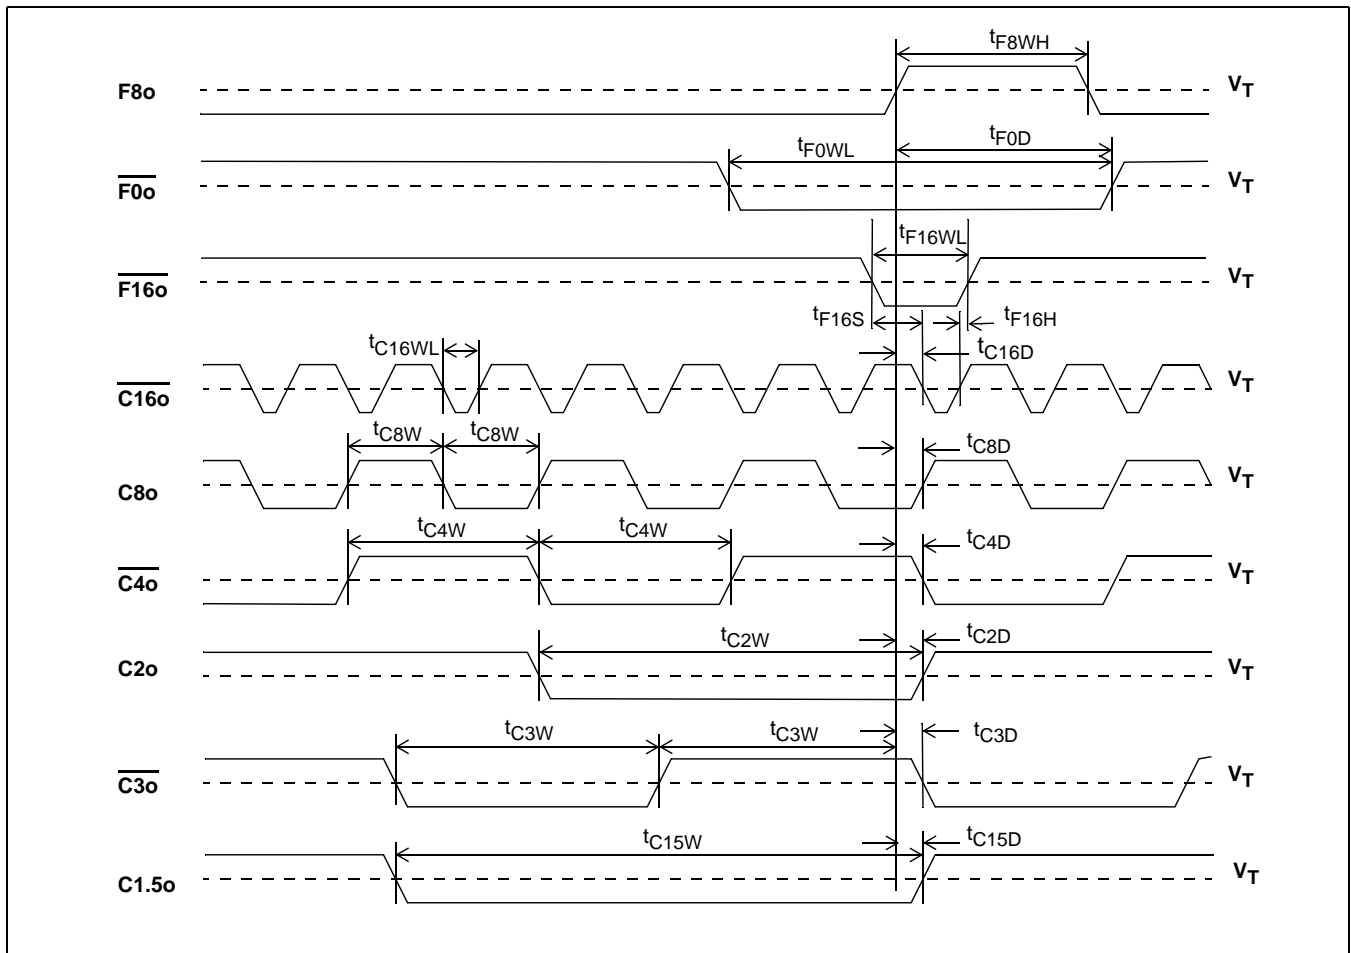 tF8WH
F8o VT
tF0WL tF0D
F0o VT
tF16WL
F16o VT
tF16S tF16H
tC16WL tC16D
C16o VT
tC8W tC8W tC8D
C8o VT
tC4W tC4W tC4D
C4o VT
tC2W tC2D
C2o VT
tC3W tC3W tC3D
C3o VT
tC15W tC15D
C1.5o VT